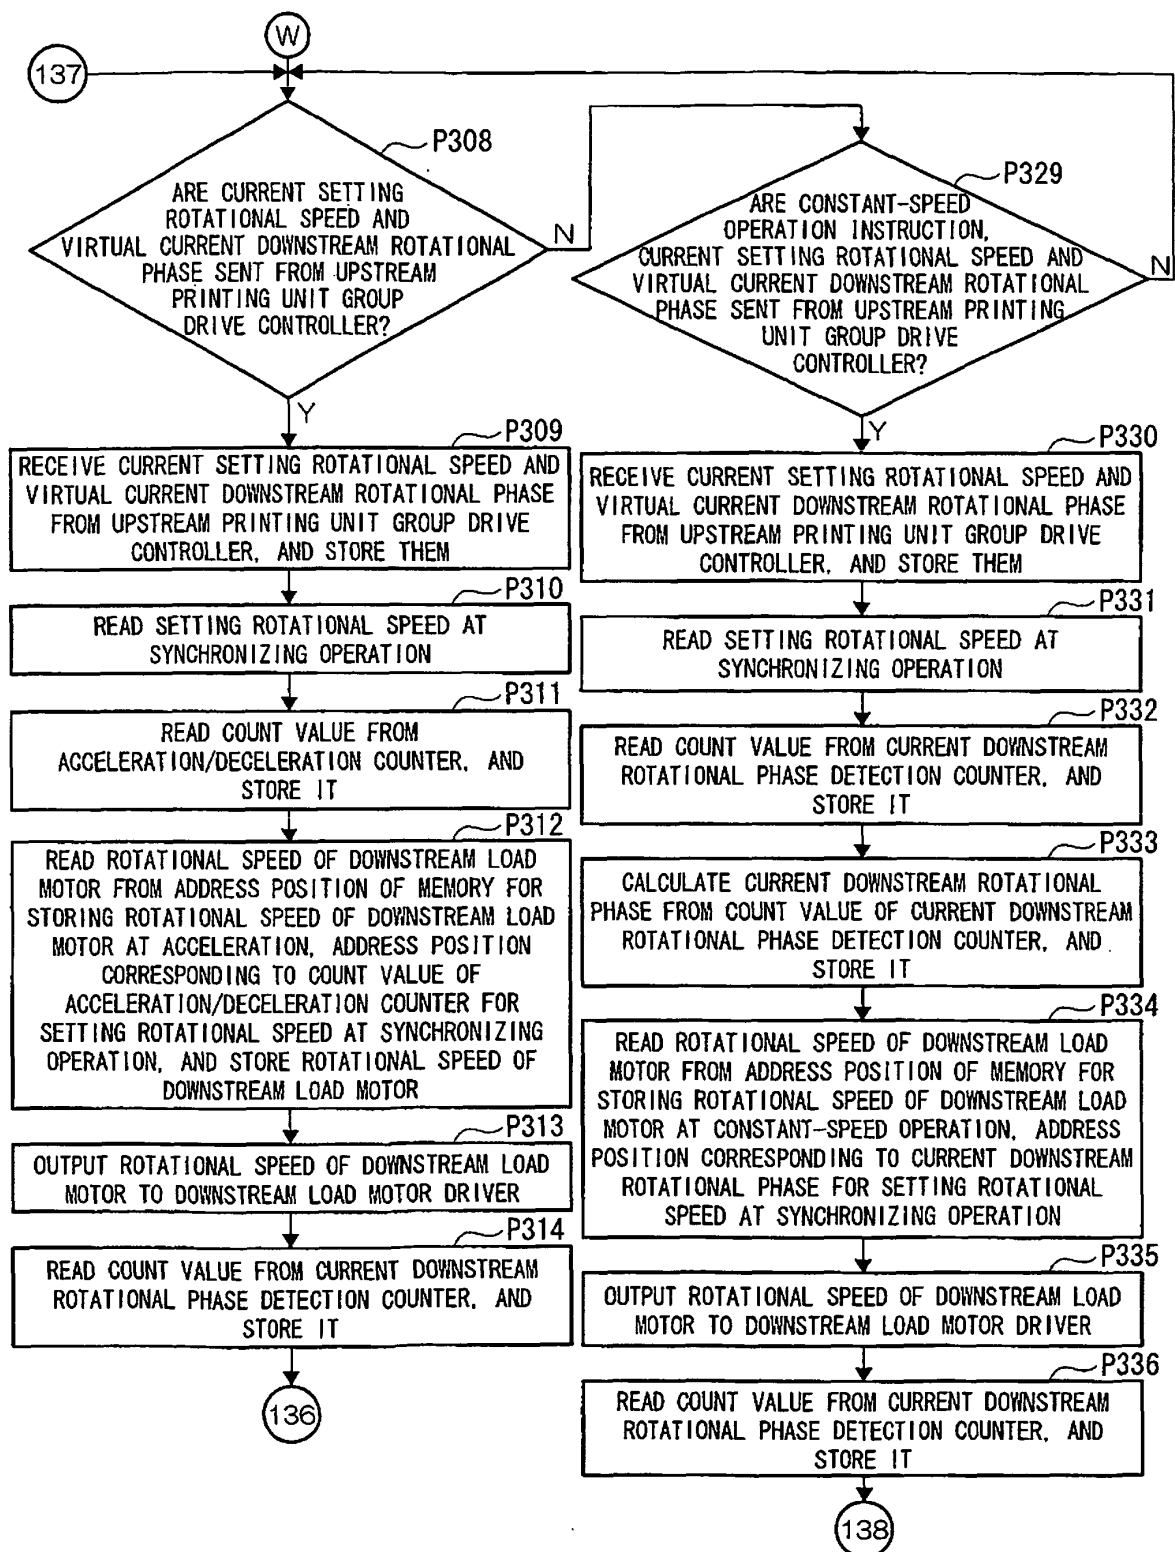 W
137
P308
ARE CURRENT SETTING
ROTATIONAL SPEED AND
VIRTUAL CURRENT DOWNSTREAM ROTATIONAL
PHASE SENT FROM UPSTREAM
PRINTING UNIT GROUP
DRIVE CONTROLLER?
N
Y
P309
RECEIVE CURRENT SETTING ROTATIONAL SPEED AND
VIRTUAL CURRENT DOWNSTREAM ROTATIONAL PHASE
FROM UPSTREAM PRINTING UNIT GROUP DRIVE
CONTROLLER, AND STORE THEM
P310
READ SETTING ROTATIONAL SPEED AT
SYNCHRONIZING OPERATION
P311
READ COUNT VALUE FROM
ACCELERATION/DECELERATION COUNTER, AND
STORE IT
P312
READ ROTATIONAL SPEED OF DOWNSTREAM LOAD
MOTOR FROM ADDRESS POSITION OF MEMORY FOR
STORING ROTATIONAL SPEED OF DOWNSTREAM LOAD
MOTOR AT ACCELERATION, ADDRESS POSITION
CORRESPONDING TO COUNT VALUE OF
ACCELERATION/DECELERATION COUNTER FOR
SETTING ROTATIONAL SPEED AT SYNCHRONIZING
OPERATION, AND STORE ROTATIONAL SPEED OF
DOWNSTREAM LOAD MOTOR
P313
OUTPUT ROTATIONAL SPEED OF DOWNSTREAM LOAD
MOTOR TO DOWNSTREAM LOAD MOTOR DRIVER
P314
READ COUNT VALUE FROM CURRENT DOWNSTREAM
ROTATIONAL PHASE DETECTION COUNTER, AND
STORE IT
136
P329
ARE CONSTANT-SPEED
OPERATION INSTRUCTION,
CURRENT SETTING ROTATIONAL SPEED AND
VIRTUAL CURRENT DOWNSTREAM ROTATIONAL
PHASE SENT FROM UPSTREAM PRINTING
UNIT GROUP DRIVE
CONTROLLER?
N
Y
P330
RECEIVE CURRENT SETTING ROTATIONAL SPEED AND
VIRTUAL CURRENT DOWNSTREAM ROTATIONAL PHASE
FROM UPSTREAM PRINTING UNIT GROUP DRIVE
CONTROLLER, AND STORE THEM
P331
READ SETTING ROTATIONAL SPEED AT
SYNCHRONIZING OPERATION
P332
READ COUNT VALUE FROM CURRENT DOWNSTREAM
ROTATIONAL PHASE DETECTION COUNTER, AND
STORE IT
P333
CALCULATE CURRENT DOWNSTREAM ROTATIONAL
PHASE FROM COUNT VALUE OF CURRENT DOWNSTREAM
ROTATIONAL PHASE DETECTION COUNTER, AND
STORE IT
P334
READ ROTATIONAL SPEED OF DOWNSTREAM LOAD
MOTOR FROM ADDRESS POSITION OF MEMORY FOR
STORING ROTATIONAL SPEED OF DOWNSTREAM LOAD
MOTOR AT CONSTANT-SPEED OPERATION, ADDRESS
POSITION CORRESPONDING TO CURRENT DOWNSTREAM
ROTATIONAL PHASE FOR SETTING ROTATIONAL
SPEED AT SYNCHRONIZING OPERATION
P335
OUTPUT ROTATIONAL SPEED OF DOWNSTREAM LOAD
MOTOR TO DOWNSTREAM LOAD MOTOR DRIVER
P336
READ COUNT VALUE FROM CURRENT DOWNSTREAM
ROTATIONAL PHASE DETECTION COUNTER, AND
STORE IT
138